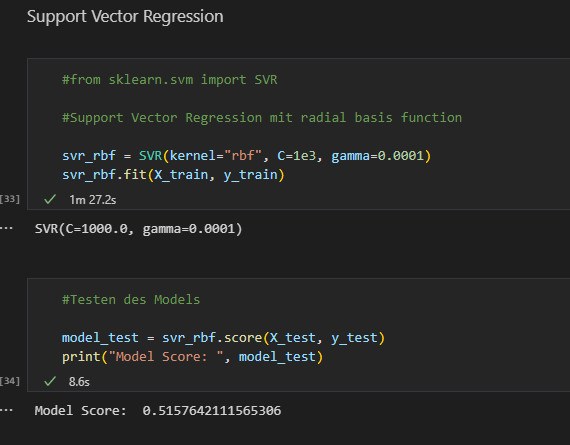 Support Vector Regression
#from sklearn.svm import SVR
#Support Vector Regression mit radial basis function
svr_rbf = SVR(kernel="rbf", C=1e3, gamma=0.0001)
svr_rbf.fit(X_train, y_train)
[33] ✓ 1m 27.2s
... SVR(C=1000.0, gamma=0.0001)
#Testen des Models
model_test = svr_rbf.score(X_test, y_test)
print("Model Score: ", model_test)
[34] ✓ 8.6s
... Model Score:  0.5157642111565306